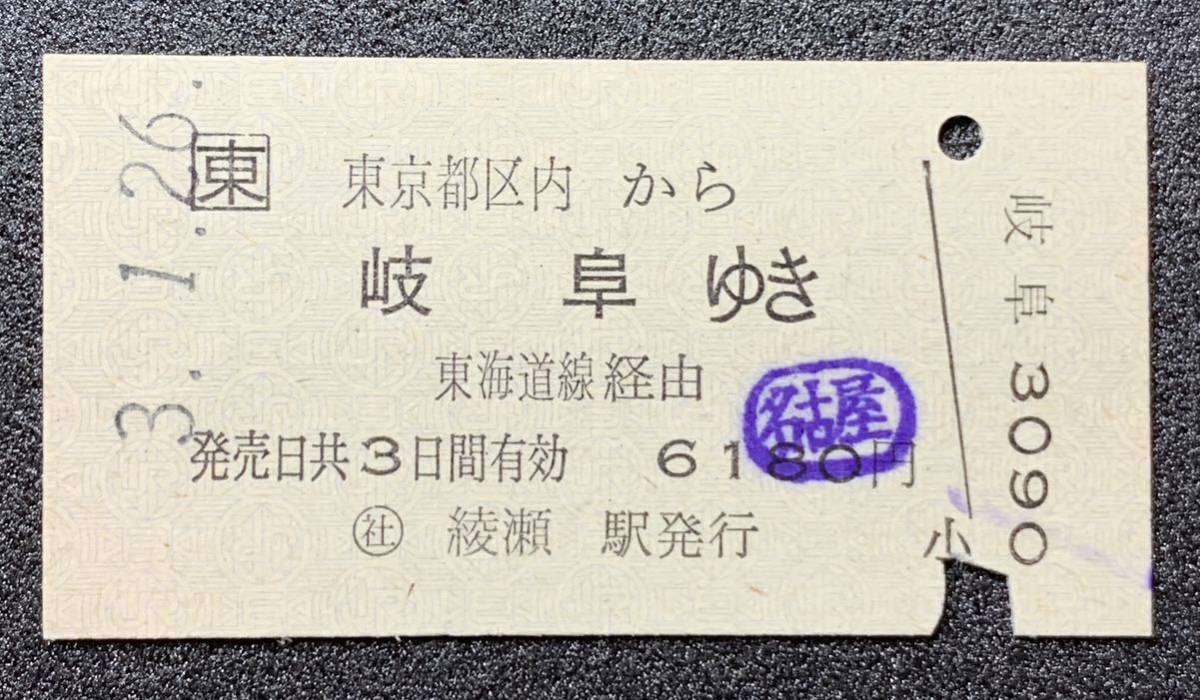 3.-1.26.
東 東京都区内 から
岐阜ゆき
東海道線経由
名古屋
発売日共3日間有効 6180円
社 綾瀬 駅発行
小
岐阜 3090